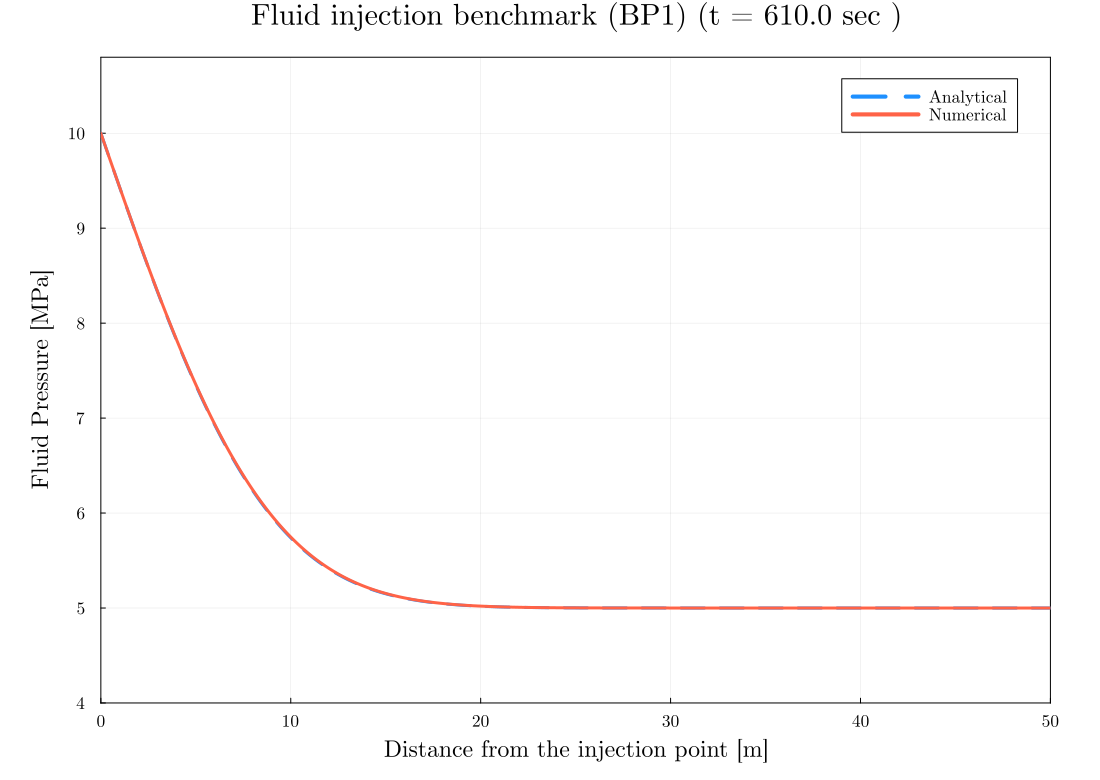 Fluid injection benchmark (BP1) (t = 610.0 sec )
Analytical
Numerical
Fluid Pressure [MPa]
10
9
8
7
6
5
4
0 10 20 30 40 50
Distance from the injection point [m]